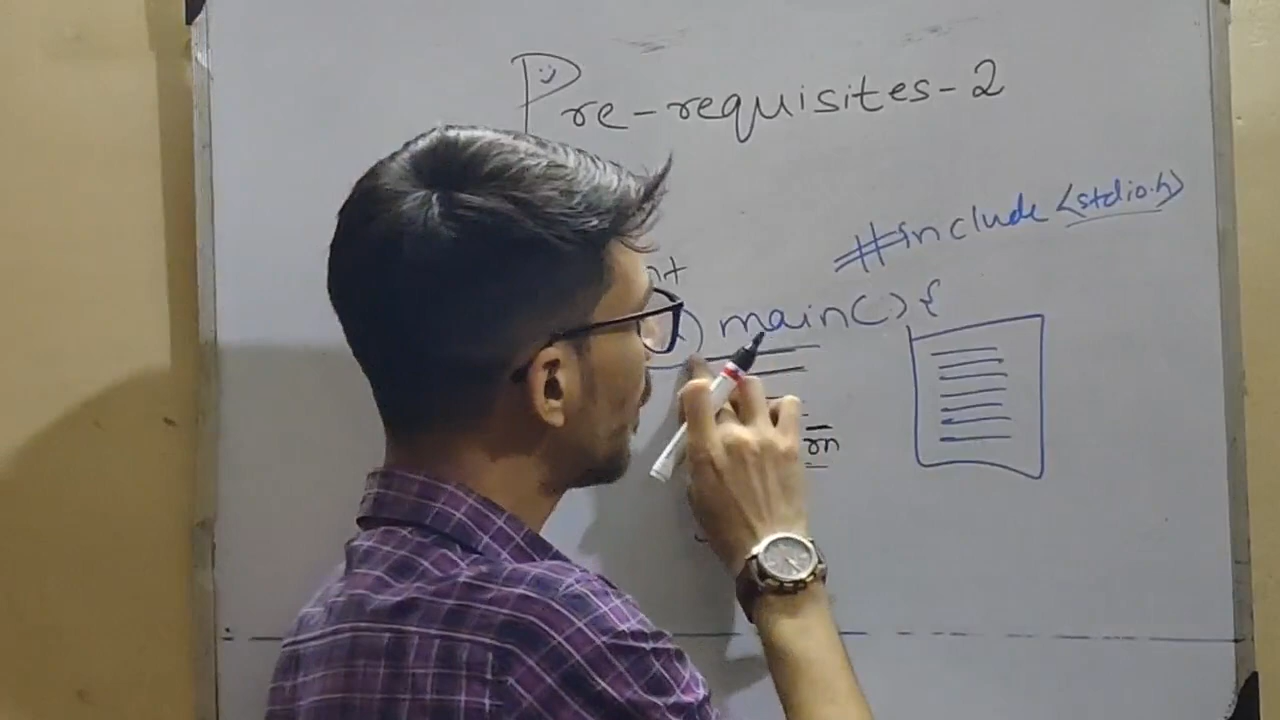 Pre-requisites-2
#include <stdio.h>
main() {